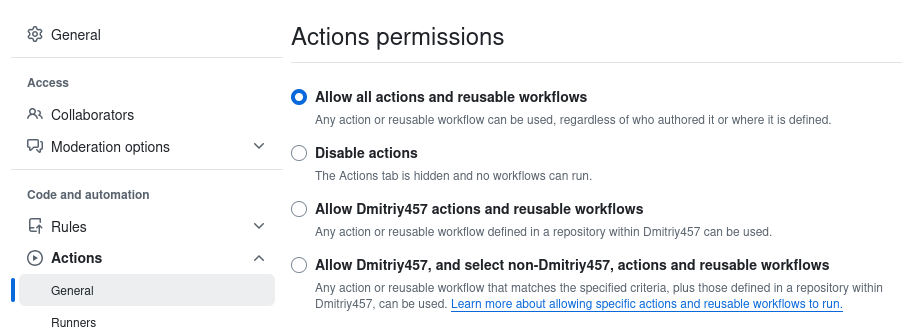 General
Access
Collaborators
Moderation options
Code and automation
Rules
Actions
General
Runners
Actions permissions
Allow all actions and reusable workflows
Any action or reusable workflow can be used, regardless of who authored it or where it is defined.
Disable actions
The Actions tab is hidden and no workflows can run.
Allow Dmitriy457 actions and reusable workflows
Any action or reusable workflow defined in a repository within Dmitriy457 can be used.
Allow Dmitriy457, and select non-Dmitriy457, actions and reusable workflows
Any action or reusable workflow that matches the specified criteria, plus those defined in a repository within
Dmitriy457, can be used. Learn more about allowing specific actions and reusable workflows to run.